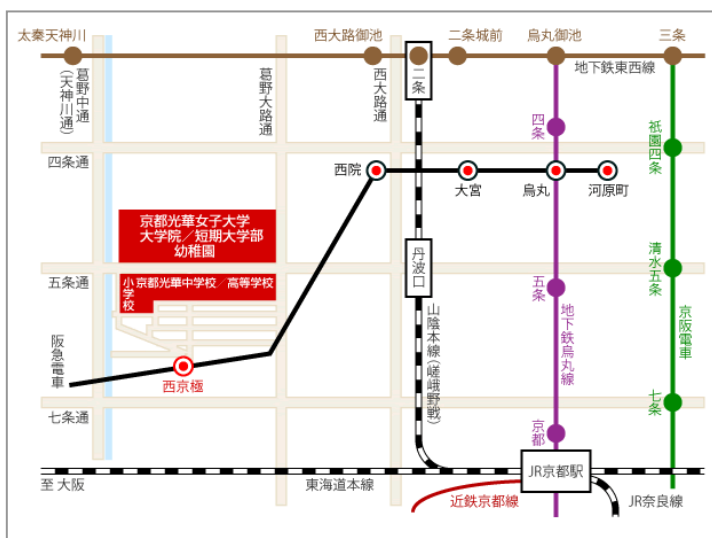 太秦天神川
西大路御池
二条城前
烏丸御池
三条
二条
地下鉄東西線
葛野中通
(天神川通)
葛野大路通
西大路通
四条
祇園四条
四条通
西院
大宮
烏丸
河原町
京都光華女子大学
大学院／短期大学部
幼稚園
丹波口
清水五条
五条通
小学校
京都光華中学校／高等学校
五条
山陰本線(嵯峨野戦)
地下鉄烏丸線
京阪電車
阪急電車
西京極
七条
七条通
京都
JR京都駅
至 大阪
東海道本線
近鉄京都線
JR奈良線